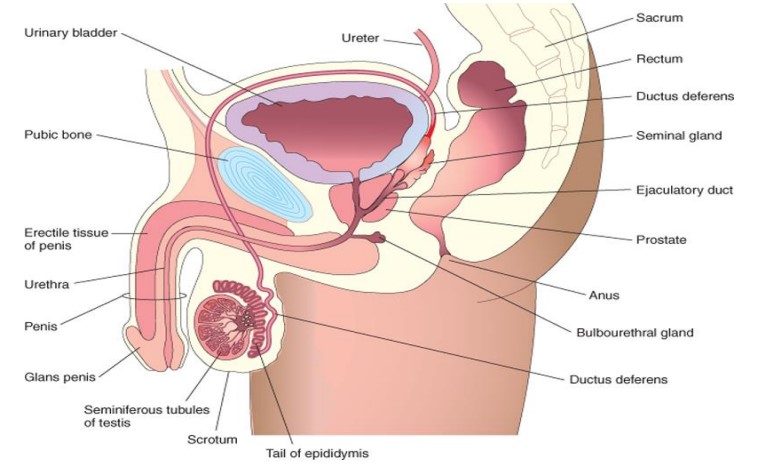 Urinary bladder
Pubic bone
Erectile tissue
of penis
Urethra
Penis
Glans penis
Seminiferous tubules
of testis
Scrotum
Tail of epididymis
Ureter
Sacrum
Rectum
Ductus deferens
Seminal gland
Ejaculatory duct
Prostate
Anus
Bulbourethral gland
Ductus deferens